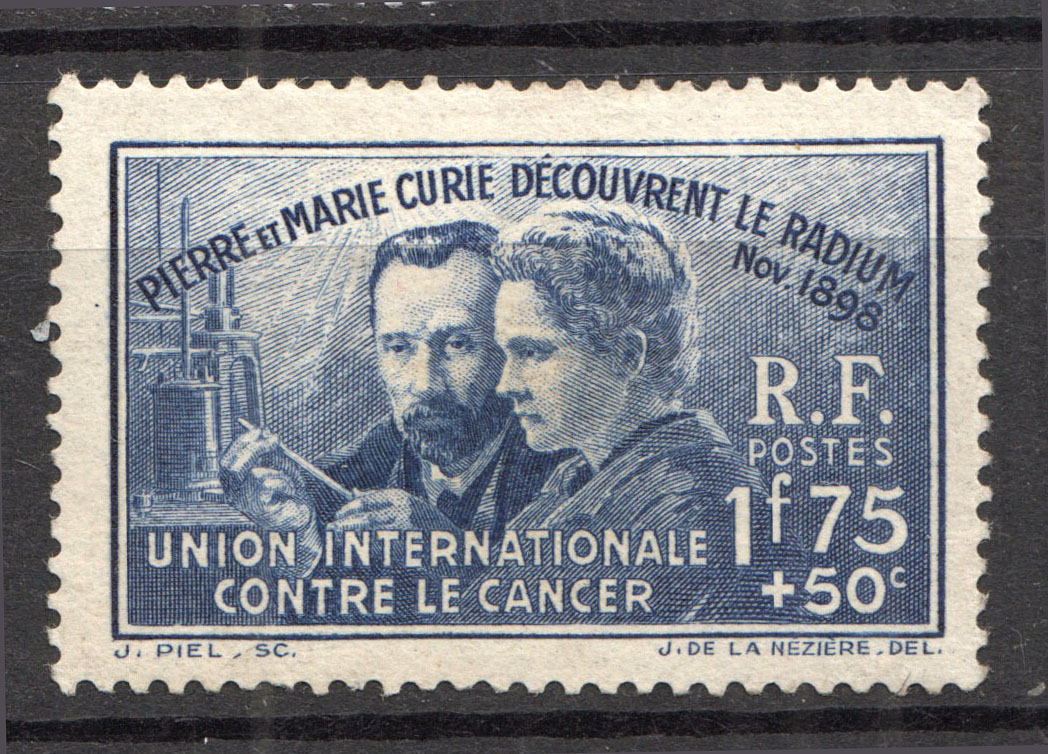 PIERRE ET MARIE CURIE DÉCOUVRENT LE RADIUM
NOV. 1898
R.F.
POSTES
1f75
+50c
UNION INTERNATIONALE
CONTRE LE CANCER
J. PIEL, SC.
J. DE LA NEZIÈRE, DEL.